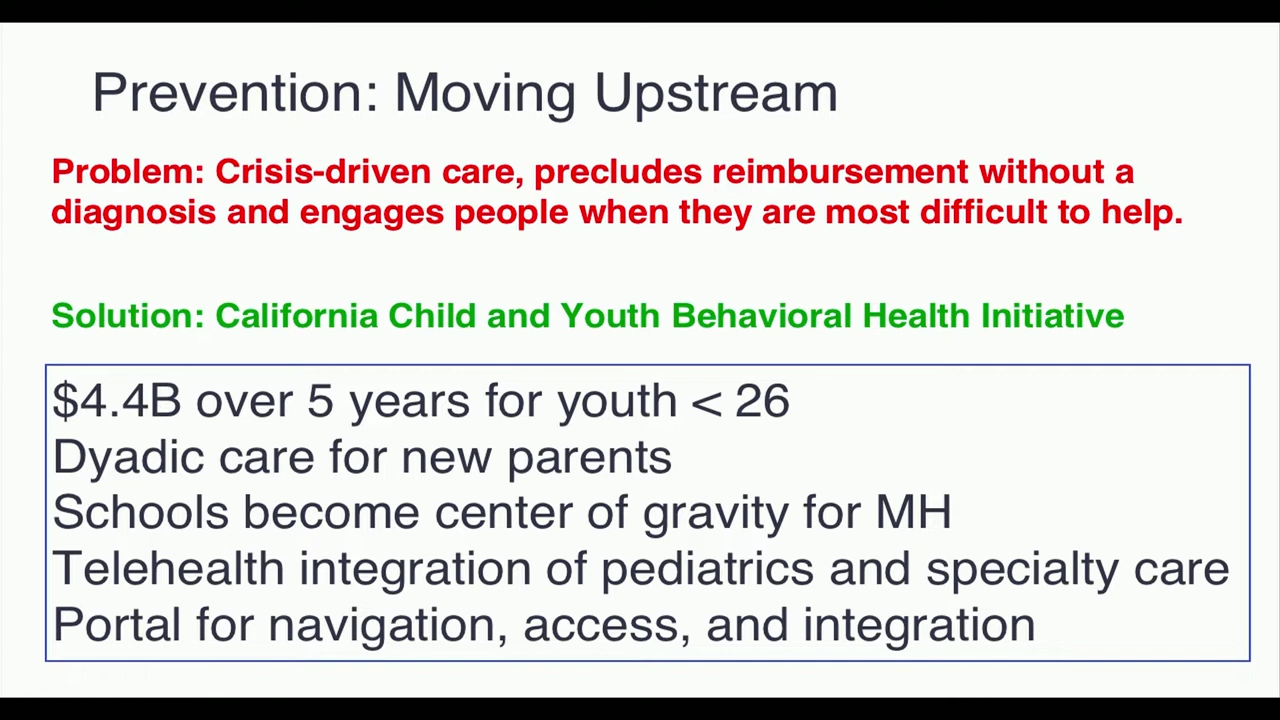 Prevention: Moving Upstream
Problem: Crisis-driven care, precludes reimbursement without a
diagnosis and engages people when they are most difficult to help.
Solution: California Child and Youth Behavioral Health Initiative
$4.4B over 5 years for youth < 26
Dyadic care for new parents
Schools become center of gravity for MH
Telehealth integration of pediatrics and specialty care
Portal for navigation, access, and integration